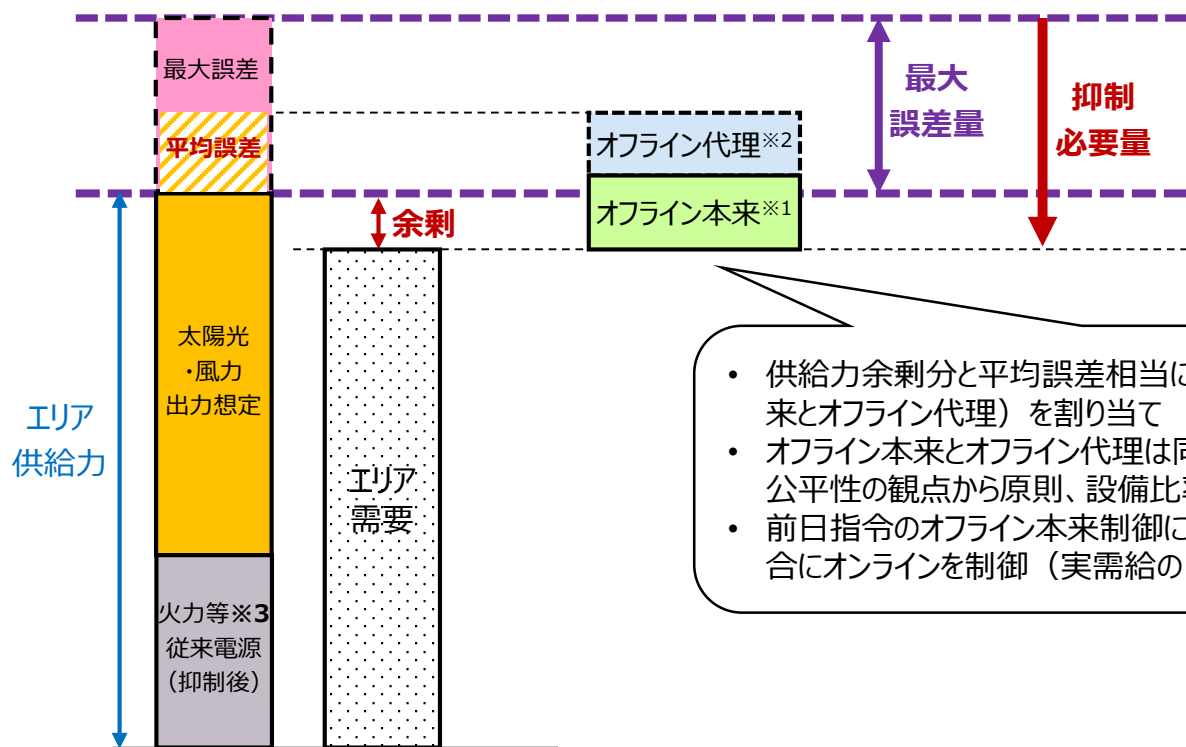 最大誤差
平均誤差
太陽光
・風力
出力想定
火力等※3
従来電源
（抑制後）
エリア
供給力
余剰
エリア
需要
オフライン代理※2
オフライン本来※1
最大
誤差量
抑制
必要量
• 供給力余剰分と平均誤差相当に
来とオフライン代理）を割り当て
• オフライン本来とオフライン代理は同
公平性の観点から原則、設備比
• 前日指令のオフライン本来制御に
合にオンラインを制御（実需給の